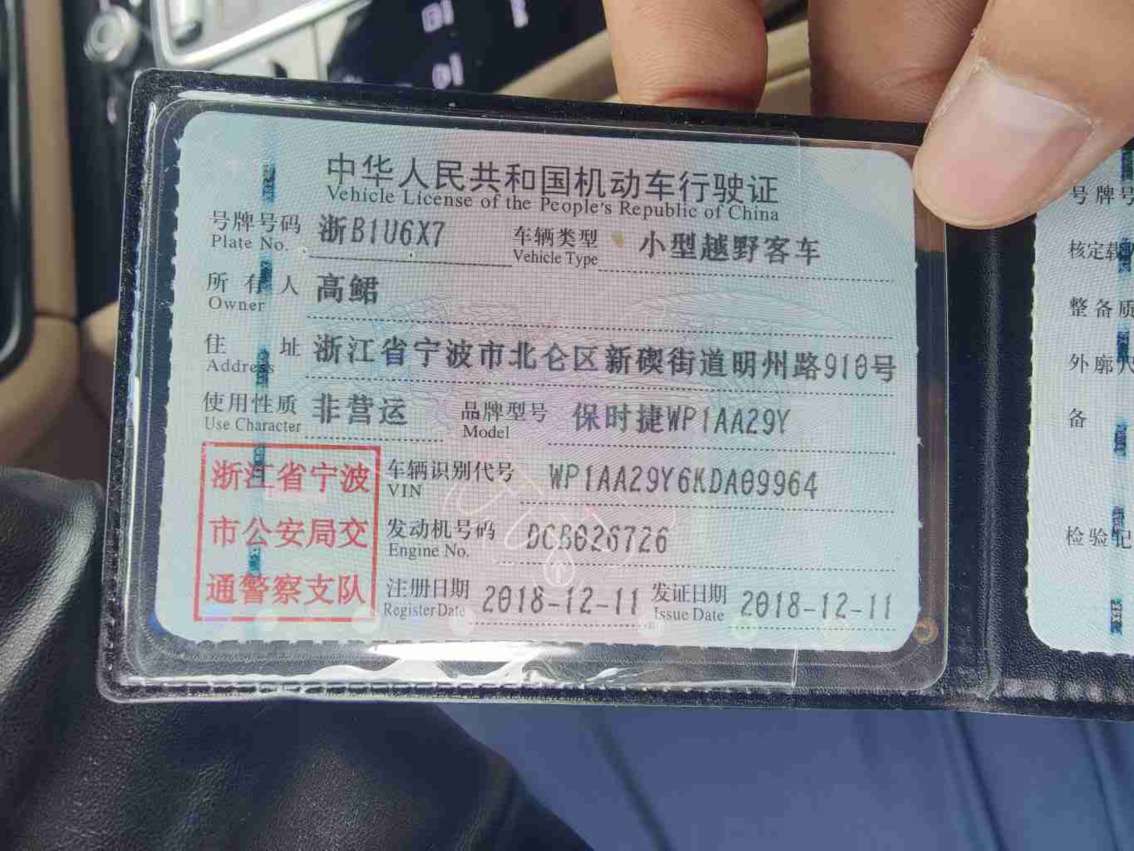 中华人民共和国机动车行驶证
Vehicle License of the People's Republic of China
号牌号码 浙B1U6X7 车辆类型 小型越野客车
Plate No. Vehicle Type
所有人 高鲲
Owner
住址 浙江省宁波市北仑区新碶街道明州路910号
Address
使用性质 非营运 品牌型号 保时捷WP1AA29Y
Use Character Model
浙江省宁波
市公安局交
通警察支队
车辆识别代号 WP1AA29Y6KDA09964
VIN
发动机号码 DCB026726
Engine No.
注册日期 2018-12-11 发证日期 2018-12-11
Register Date Issue Date
号牌号
核定载
整备质
外廓尺
备
检验记